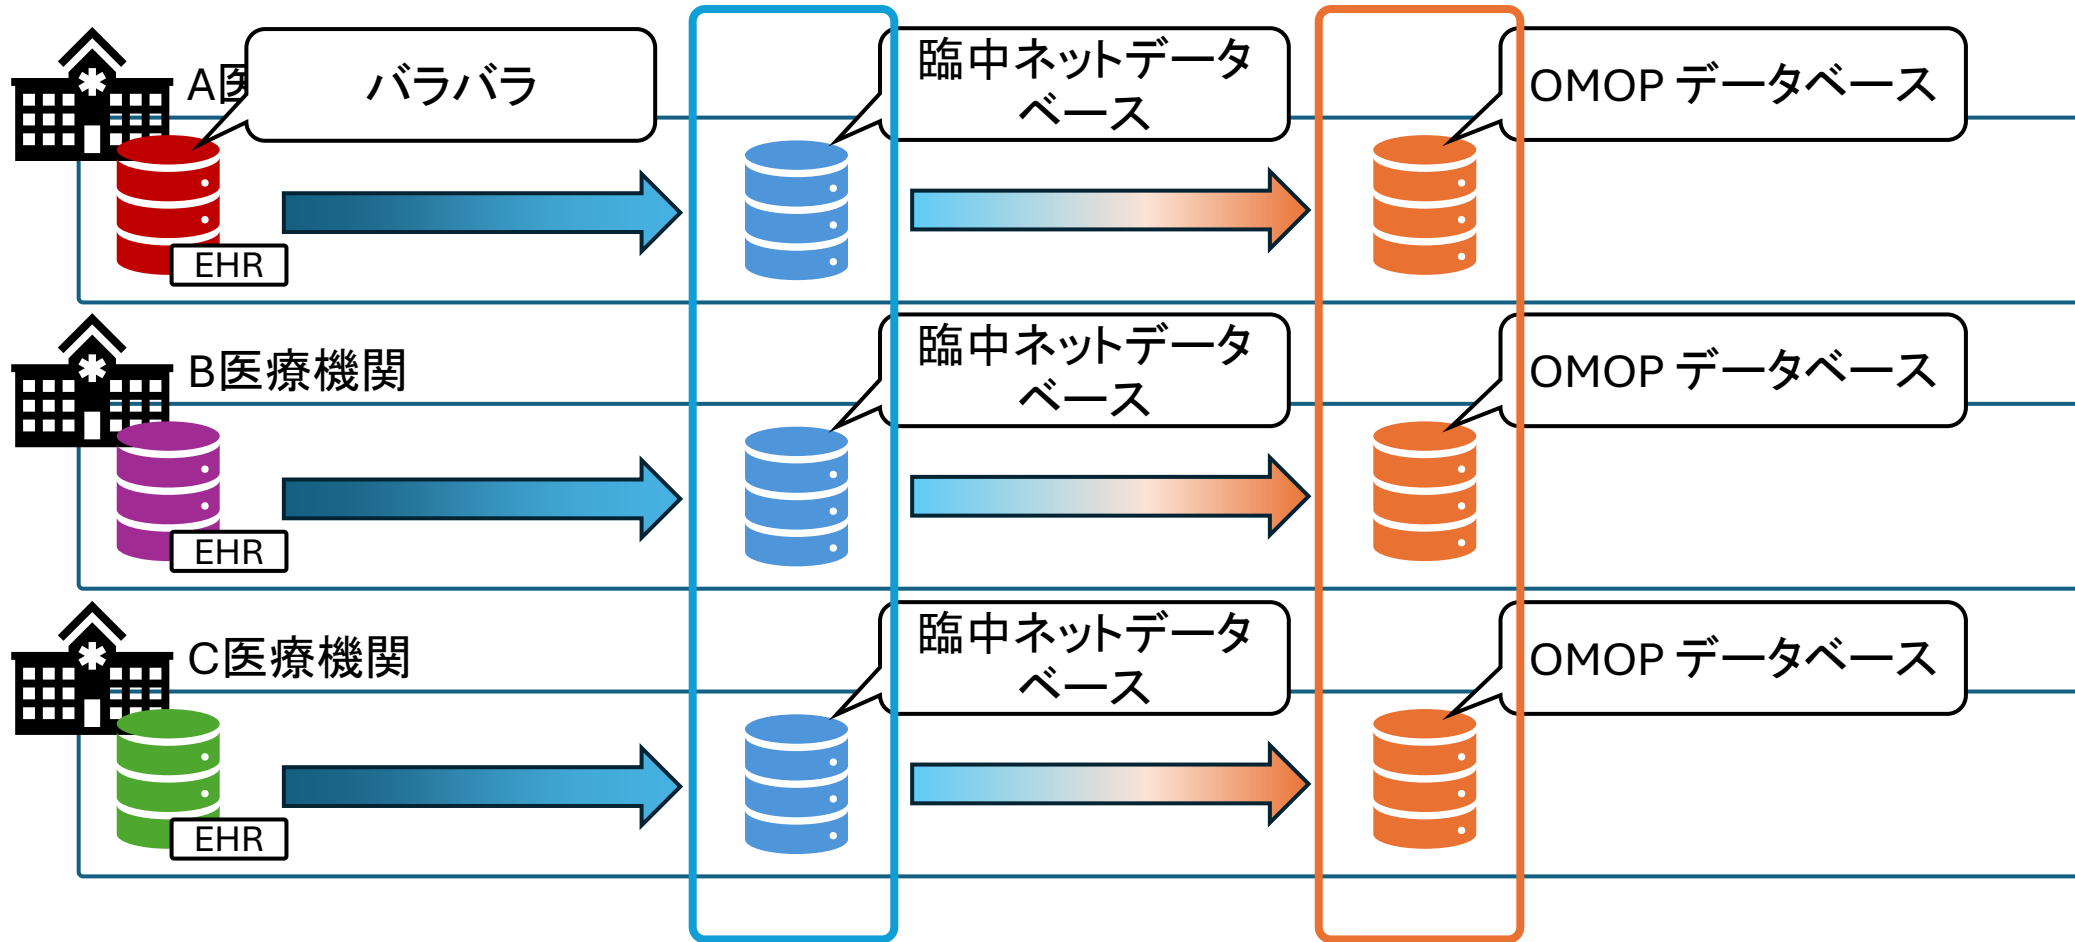 A医
バラバラ
臨中ネットデータ
ベース
OMOP データベース
EHR
B医療機関
臨中ネットデータ
ベース
OMOP データベース
EHR
C医療機関
臨中ネットデータ
ベース
OMOP データベース
EHR